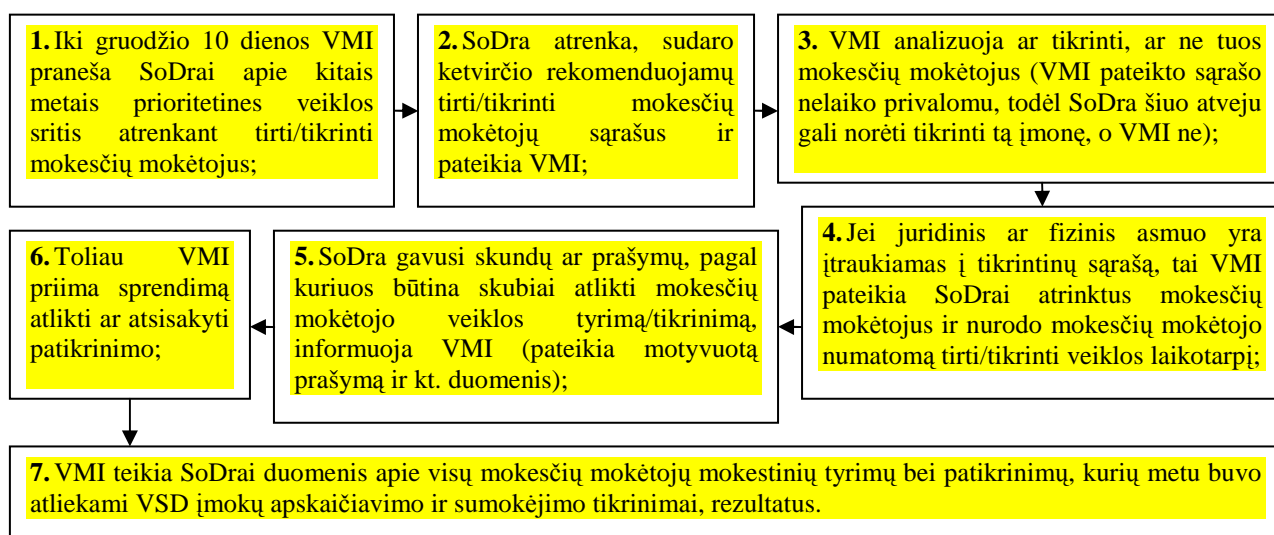 1. Iki gruodžio 10 dienos VMI
praneša SoDrai apie kitais
metais prioritetines veiklos
sritis atrenkant tirti/tikrinti
mokesčių mokėtojus;
2. SoDra atrenka, sudaro
ketvirčio rekomenduojamų
tirti/tikrinti mokesčių
mokėtojų sąrašus ir
pateikia VMI;
3. VMI analizuoja ar tikrinti, ar ne tuos
mokesčių mokėtojus (VMI pateikto sąrašo
nelaiko privalomu, todėl SoDra šiuo atveju
gali norėti tikrinti tą įmonę, o VMI ne);
4. Jei juridinis ar fizinis asmuo yra
įtraukiamas į tikrintinų sąrašą, tai VMI
pateikia SoDrai atrinktus mokesčių
mokėtojus ir nurodo mokesčių mokėtojo
numatomą tirti/tikrinti veiklos laikotarpį;
5. SoDra gavusi skundų ar prašymų, pagal
kuriuos būtina skubiai atlikti mokesčių
mokėtojo veiklos tyrimą/tikrinimą,
informuoja VMI (pateikia motyvuotą
prašymą ir kt. duomenis);
6. Toliau VMI
priima sprendimą
atlikti ar atsisakyti
patikrinimo;
7. VMI teikia SoDrai duomenis apie visų mokesčių mokėtojų mokestinių tyrimų bei patikrinimų, kurių metu buvo
atliekami VSD įmokų apskaičiavimo ir sumokėjimo tikrinimai, rezultatus.